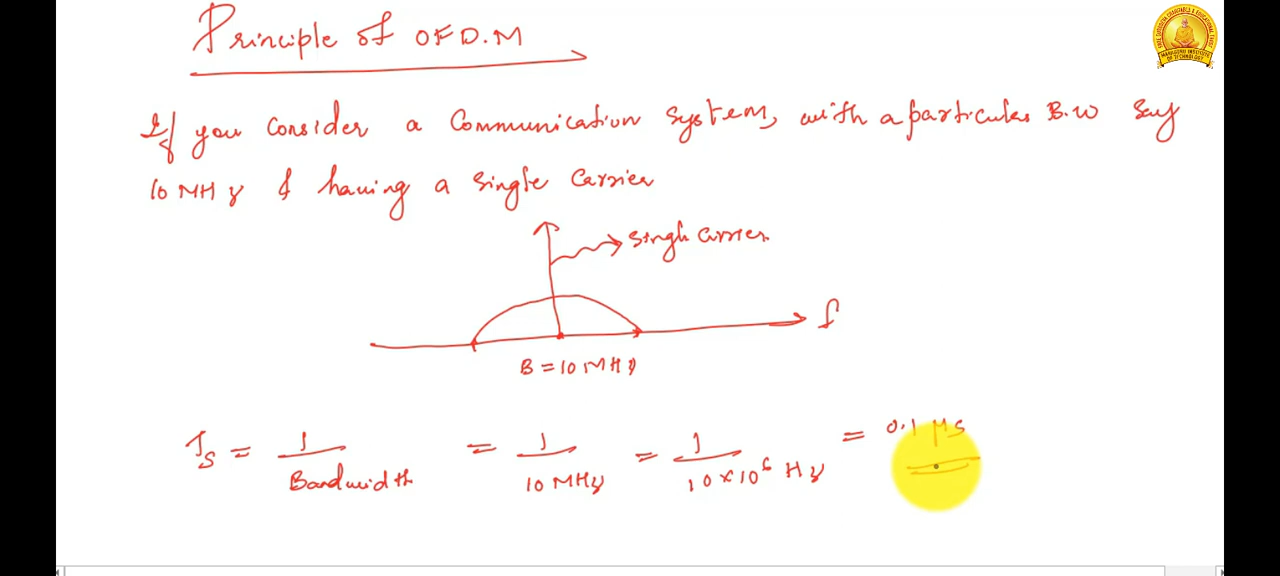 Principle of OFD.M
If you consider a Communication System, with a particular B.W Say
10 MHz & having a Single Carrier
Single carrier
f
B = 10 MHz
Ts = 1 / Bandwidth = 1 / 10 MHz = 1 / 10 × 10⁶ Hz = 0.1 μs